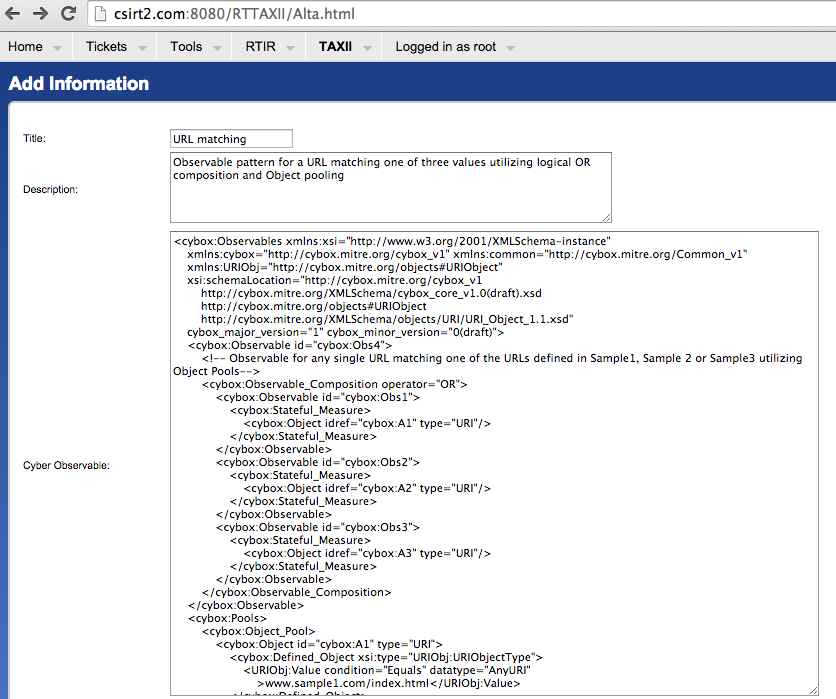 csirt2.com:8080/RTTAXII/Alta.html
Home Tickets Tools RTIR TAXII Logged in as root
Add Information
Title: URL matching
Observable pattern for a URL matching one of three values utilizing logical OR
composition and Object pooling
Description:
<cybox:Observables xmlns:xsi="http://www.w3.org/2001/XMLSchema-instance"
xmlns:cybox="http://cybox.mitre.org/cybox_v1" xmlns:common="http://cybox.mitre.org/Common_v1"
xmlns:URIObj="http://cybox.mitre.org/objects#URIObject"
xsi:schemaLocation="http://cybox.mitre.org/cybox_v1
http://cybox.mitre.org/XMLSchema/cybox_core_v1.0(draft).xsd
http://cybox.mitre.org/objects#URIObject
http://cybox.mitre.org/XMLSchema/objects/URI/URI_Object_1.1.xsd"
cybox_major_version="1" cybox_minor_version="0(draft)">
<cybox:Observable id="cybox:Obs4">
<!-- Observable for any single URL matching one of the URLs defined in Sample1, Sample 2 or Sample3 utilizing
Object Pools-->
<cybox:Observable_Composition operator="OR">
<cybox:Observable id="cybox:Obs1">
<cybox:Stateful_Measure>
<cybox:Object idref="cybox:A1" type="URI"/>
</cybox:Stateful_Measure>
</cybox:Observable>
<cybox:Observable id="cybox:Obs2">
<cybox:Stateful_Measure>
<cybox:Object idref="cybox:A2" type="URI"/>
</cybox:Stateful_Measure>
</cybox:Observable>
<cybox:Observable id="cybox:Obs3">
<cybox:Stateful_Measure>
<cybox:Object idref="cybox:A3" type="URI"/>
</cybox:Stateful_Measure>
</cybox:Observable>
</cybox:Observable_Composition>
</cybox:Observable>
<cybox:Pools>
<cybox:Object_Pool>
<cybox:Object id="cybox:A1" type="URI">
<cybox:Defined_Object xsi:type="URIObj:URIObjectType">
<URIObj:Value condition="Equals" datatype="AnyURI"
>www.sample1.com/index.html</URIObj:Value>
</cybox:Defined_Object>
Cyber Observable: